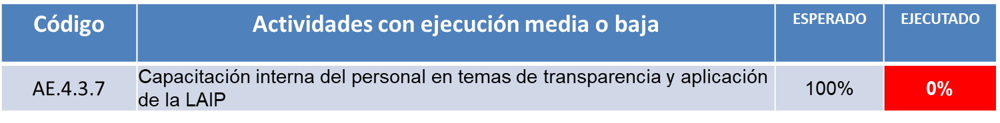 Código Actividades con ejecución media o baja ESPERADO EJECUTADO
AE.4.3.7 Capacitación interna del personal en temas de transparencia y aplicación 100% 0%
de la LAIP